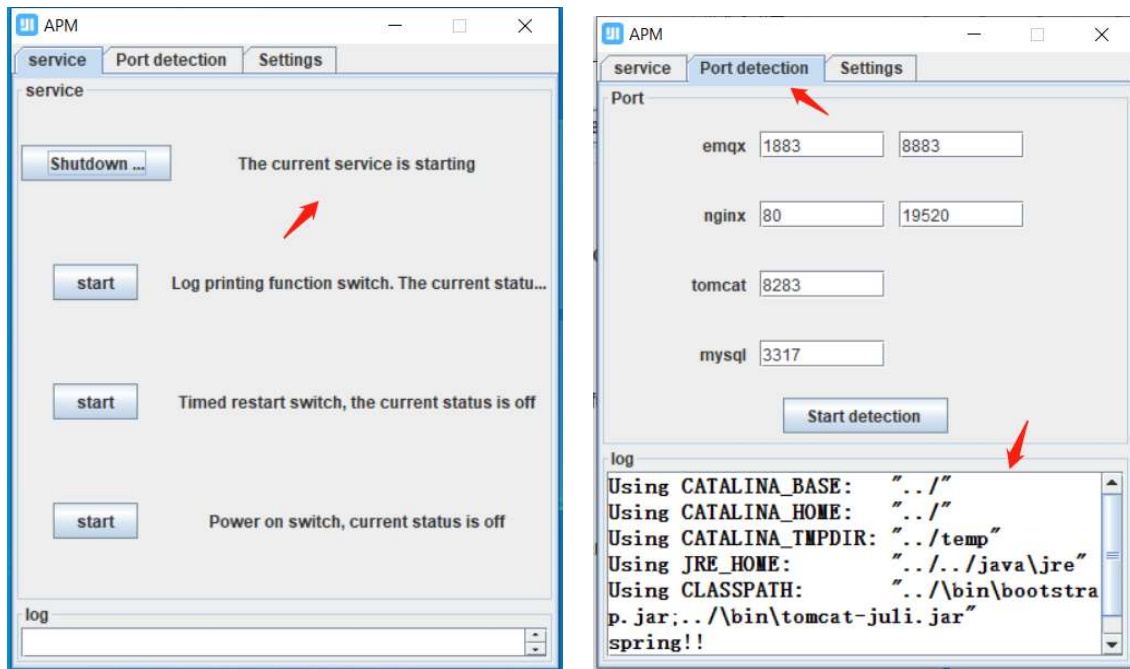 APM
service Port detection Settings
service
Shutdown ... The current service is starting
start Log printing function switch. The current statu...
start Timed restart switch, the current status is off
start Power on switch, current status is off
log
APM
service Port detection Settings
Port
emqx 1883 8883
nginx 80 19520
tomcat 8283
mysql 3317
Start detection
log
Using CATALINA_BASE: "../"
Using CATALINA_HOME: "../"
Using CATALINA_TMPDIR: "../temp"
Using JRE_HOME: "../../java\jre"
Using CLASSPATH: "../\bin\bootstra
p.jar;../\bin\tomcat-juli.jar"
spring!!